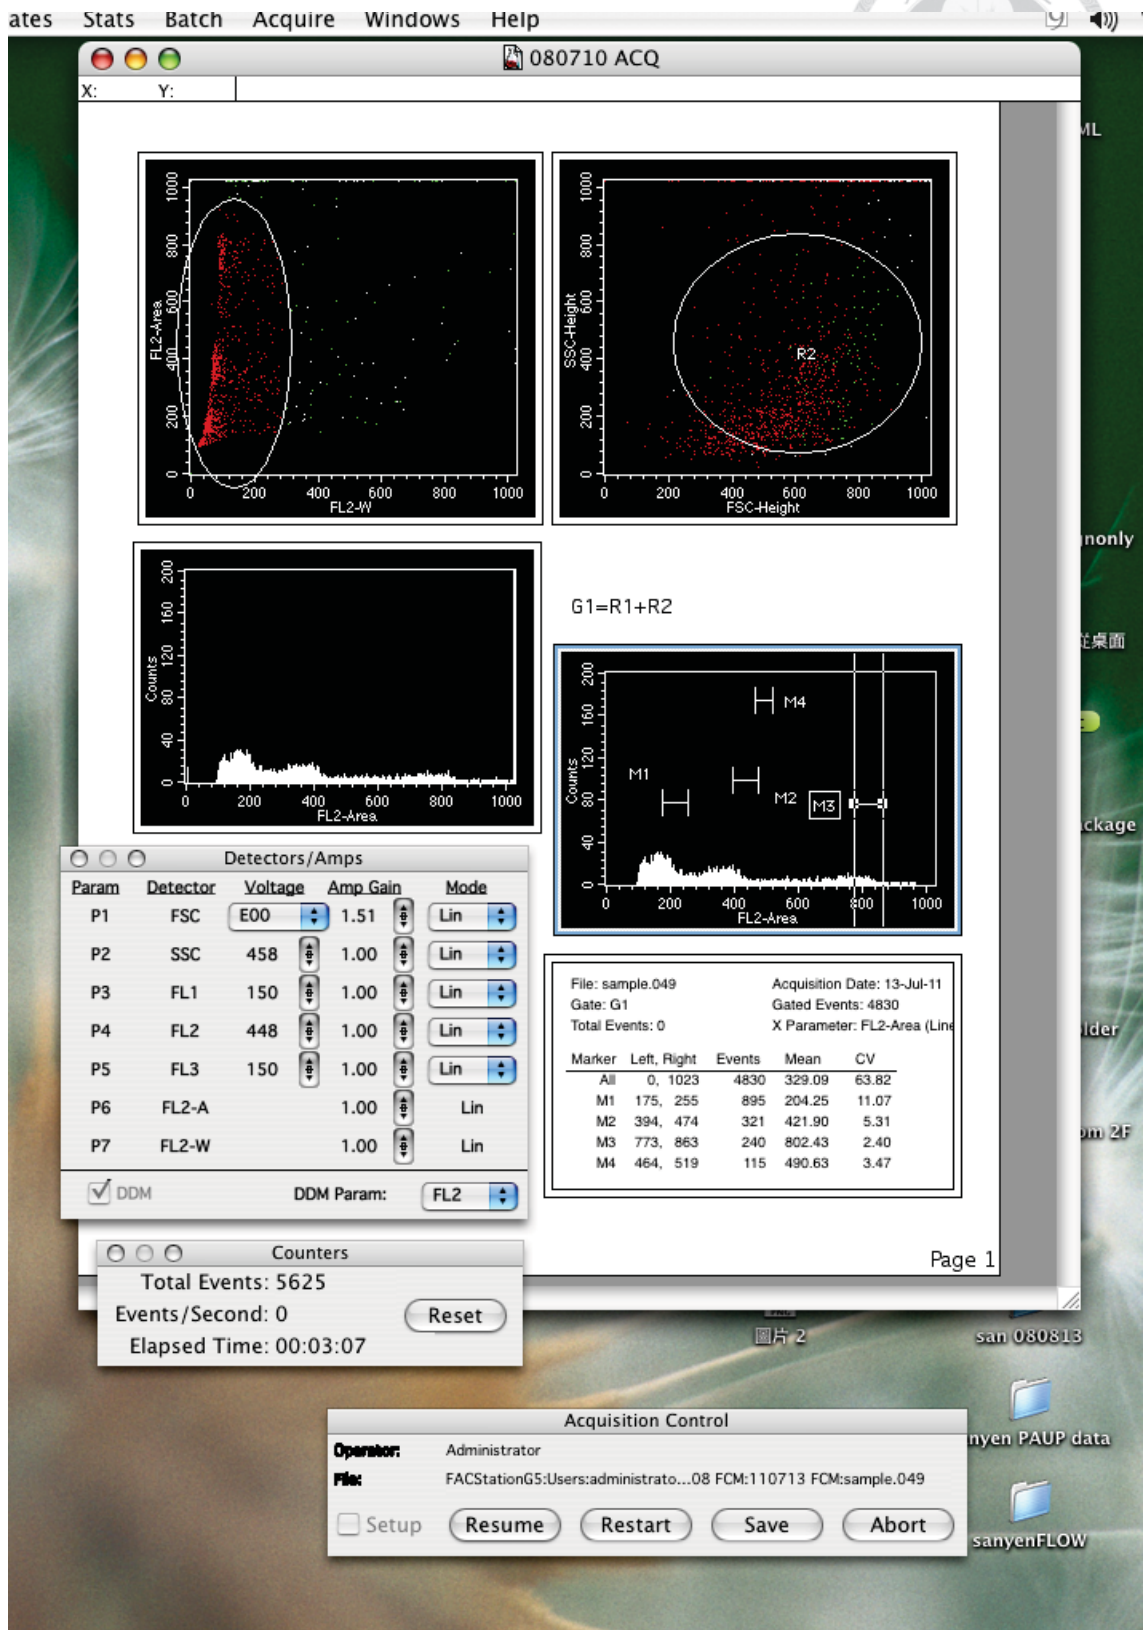 ates Stats Batch Acquire Windows Help
080710 ACQ
X: Y:
ML
1000
800
600
400
200
0
FL2-Area
0 200 400 600 800 1000
FL2-W
1000
800
600
400
200
0
SSC-Height
R2
0 200 400 600 800 1000
FSC-Height
nonly
200
160
120
80
40
0
Counts
0 200 400 600 800 1000
FL2-Area
G1=R1+R2
從桌面
200
160
120
80
40
0
Counts
M4
M1
M2
M3
0 200 400 600 800 1000
FL2-Area
ackage
Detectors/Amps
Param Detector Voltage Amp Gain Mode
P1 FSC E00 1.51 Lin
P2 SSC 458 1.00 Lin
P3 FL1 150 1.00 Lin
P4 FL2 448 1.00 Lin
P5 FL3 150 1.00 Lin
P6 FL2-A 1.00 Lin
P7 FL2-W 1.00 Lin
DDM DDM Param: FL2
File: sample.049 Acquisition Date: 13-Jul-11
Gate: G1 Gated Events: 4830
Total Events: 0 X Parameter: FL2-Area (Line
Marker Left, Right Events Mean CV
All 0, 1023 4830 329.09 63.82
M1 175, 255 895 204.25 11.07
M2 394, 474 321 421.90 5.31
M3 773, 863 240 802.43 2.40
M4 464, 519 115 490.63 3.47
lder
om 2F
Page 1
Counters
Total Events: 5625
Events/Second: 0
Reset
Elapsed Time: 00:03:07
圖片 2
san 080813
Acquisition Control
Operator: Administrator
File: FACStationG5:Users:administrato...08 FCM:110713 FCM:sample.049
Setup Resume Restart Save Abort
nyen PAUP data
sanyenFLOW